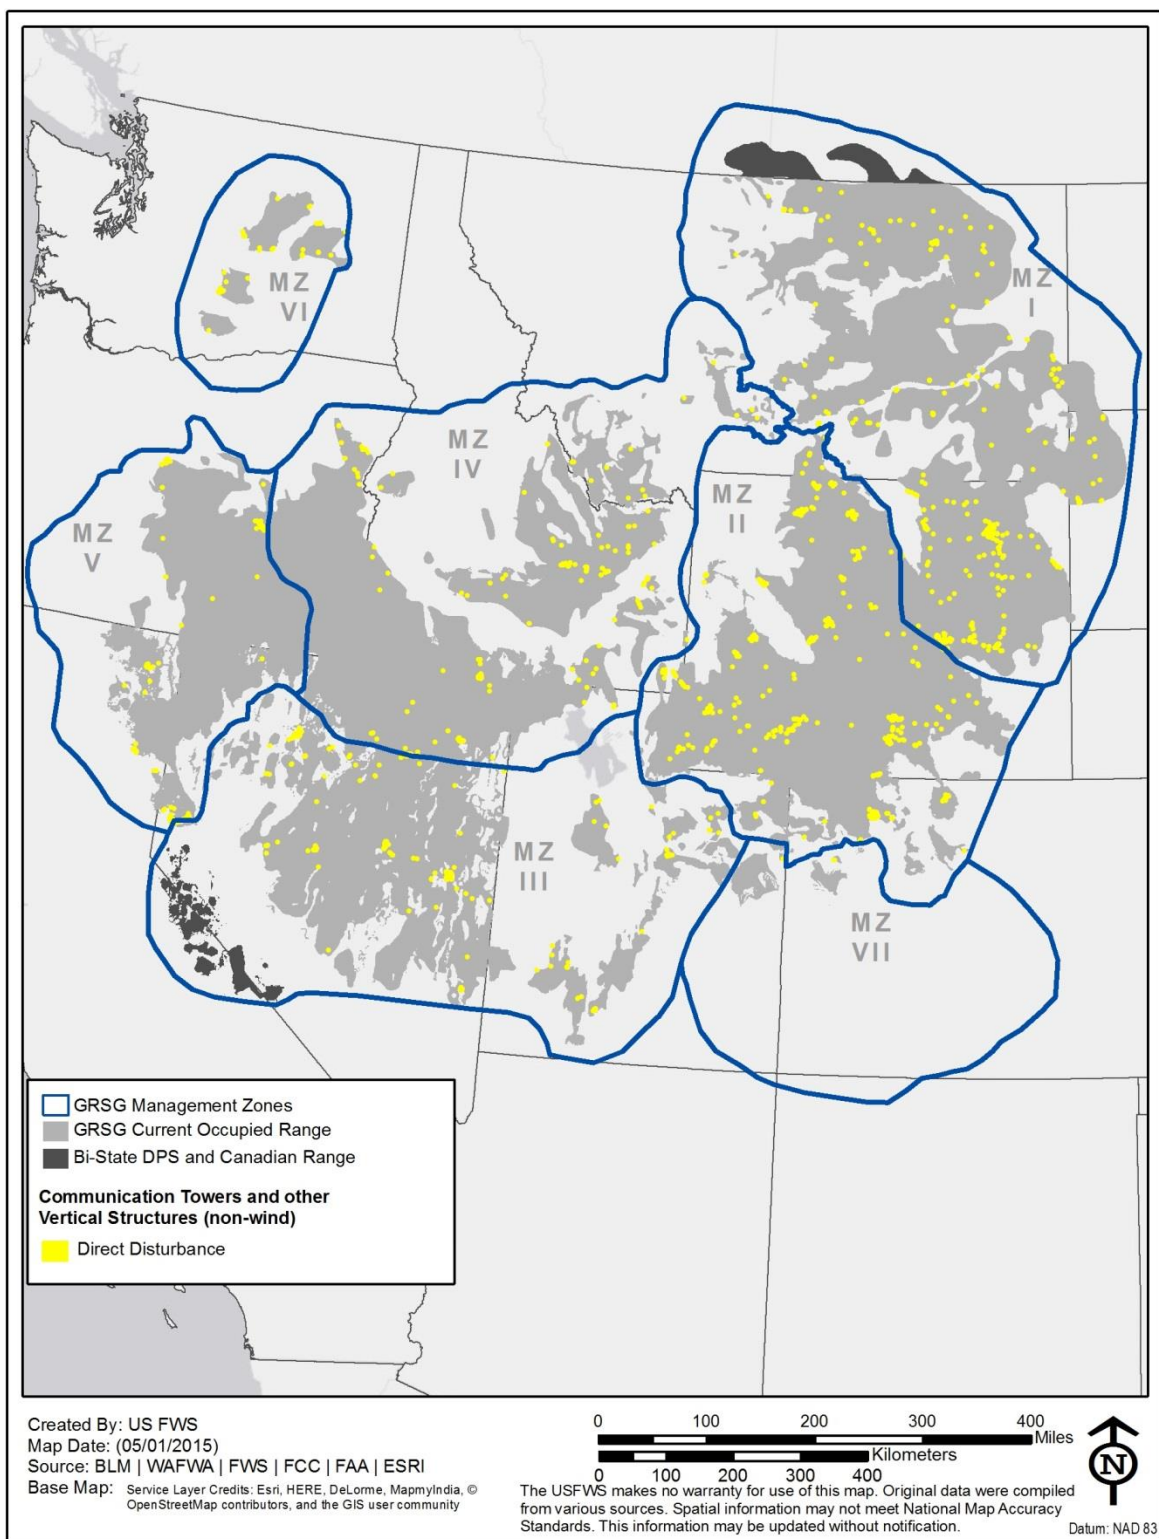 MZ
VI
MZ
I
MZ
IV
MZ
II
MZ
V
MZ
III
MZ
VII
GRSG Management Zones
GRSG Current Occupied Range
Bi-State DPS and Canadian Range
Communication Towers and other
Vertical Structures (non-wind)
Direct Disturbance
Created By: US FWS
Map Date: (05/01/2015)
Source: BLM | WAFWA | FWS | FCC | FAA | ESRI
Base Map: Service Layer Credits: Esri, HERE, DeLorme, MapmyIndia, ©
OpenStreetMap contributors, and the GIS user community
0 100 200 300 400
Miles
Kilometers
0 100 200 300 400
The USFWS makes no warranty for use of this map. Original data were compiled
from various sources. Spatial information may not meet National Map Accuracy
Standards. This information may be updated without notification.
N
Datum: NAD 83